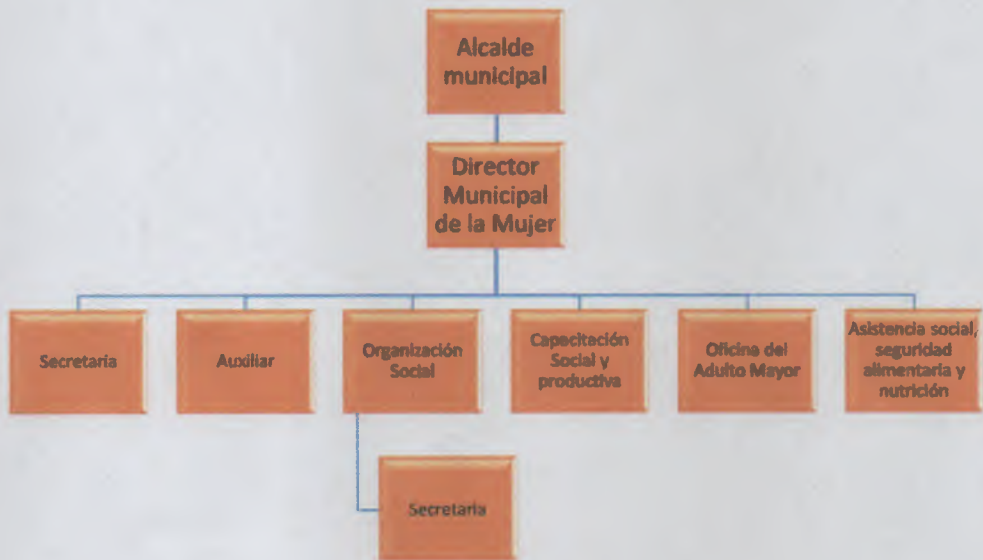 Alcalde
municipal
Director
Municipal
de la Mujer
Secretaria
Auxiliar
Organización
Social
Capacitación
Social y
productiva
Oficina del
Adulto Mayor
Asistencia social,
seguridad
alimentaria y
nutrición
Secretaria